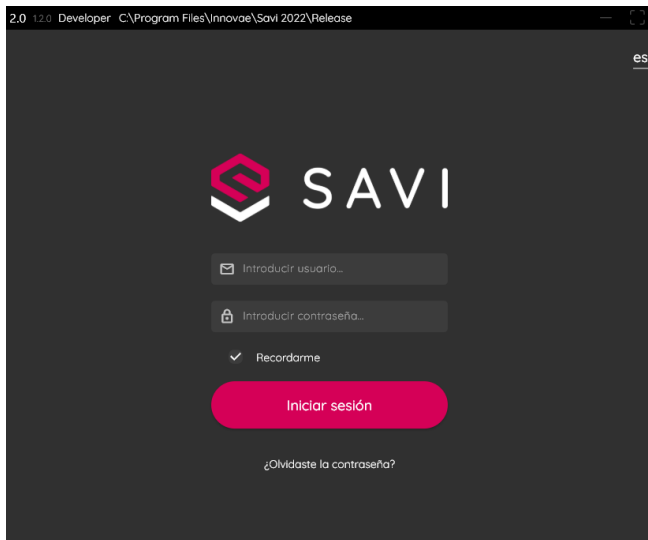 2.0 1.2.0 Developer C:\Program Files\Innovae\Savi 2022\Release
es
SAVI
Introducir usuario...
Introducir contraseña...
Recordarme
Iniciar sesión
¿Olvidaste la contraseña?